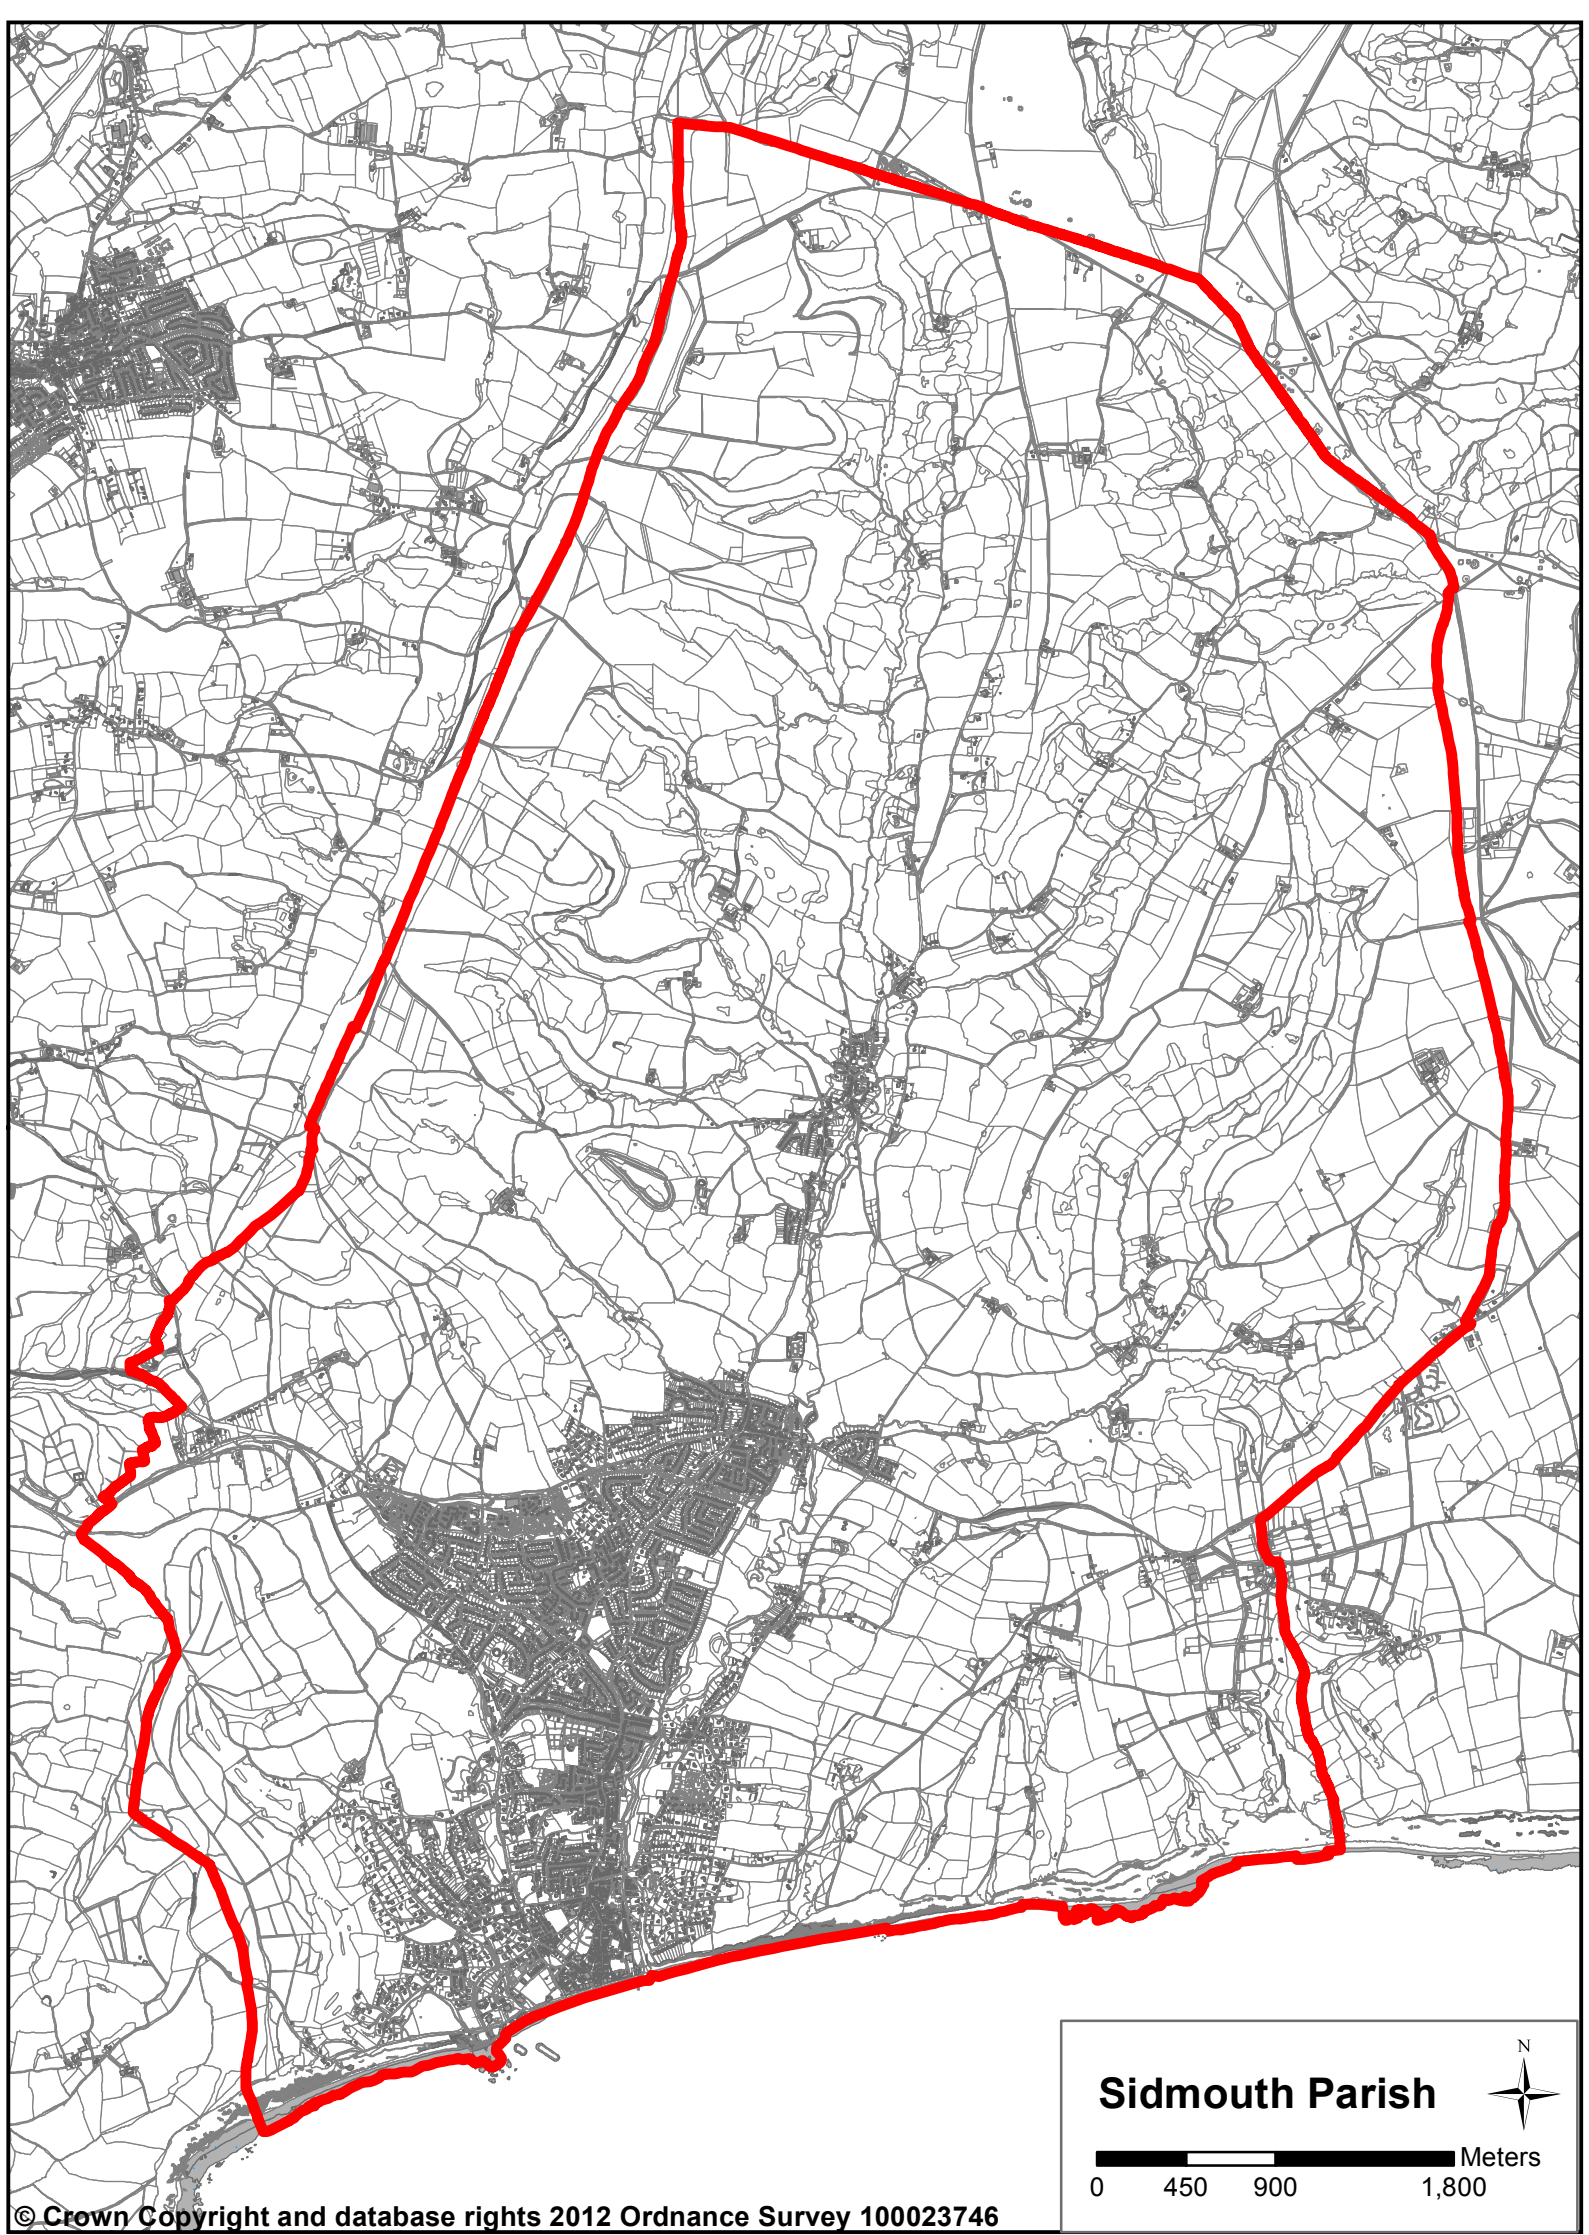 N
Sidmouth Parish
Meters
0 450 900 1,800
© Crown Copyright and database rights 2012 Ordnance Survey 100023746